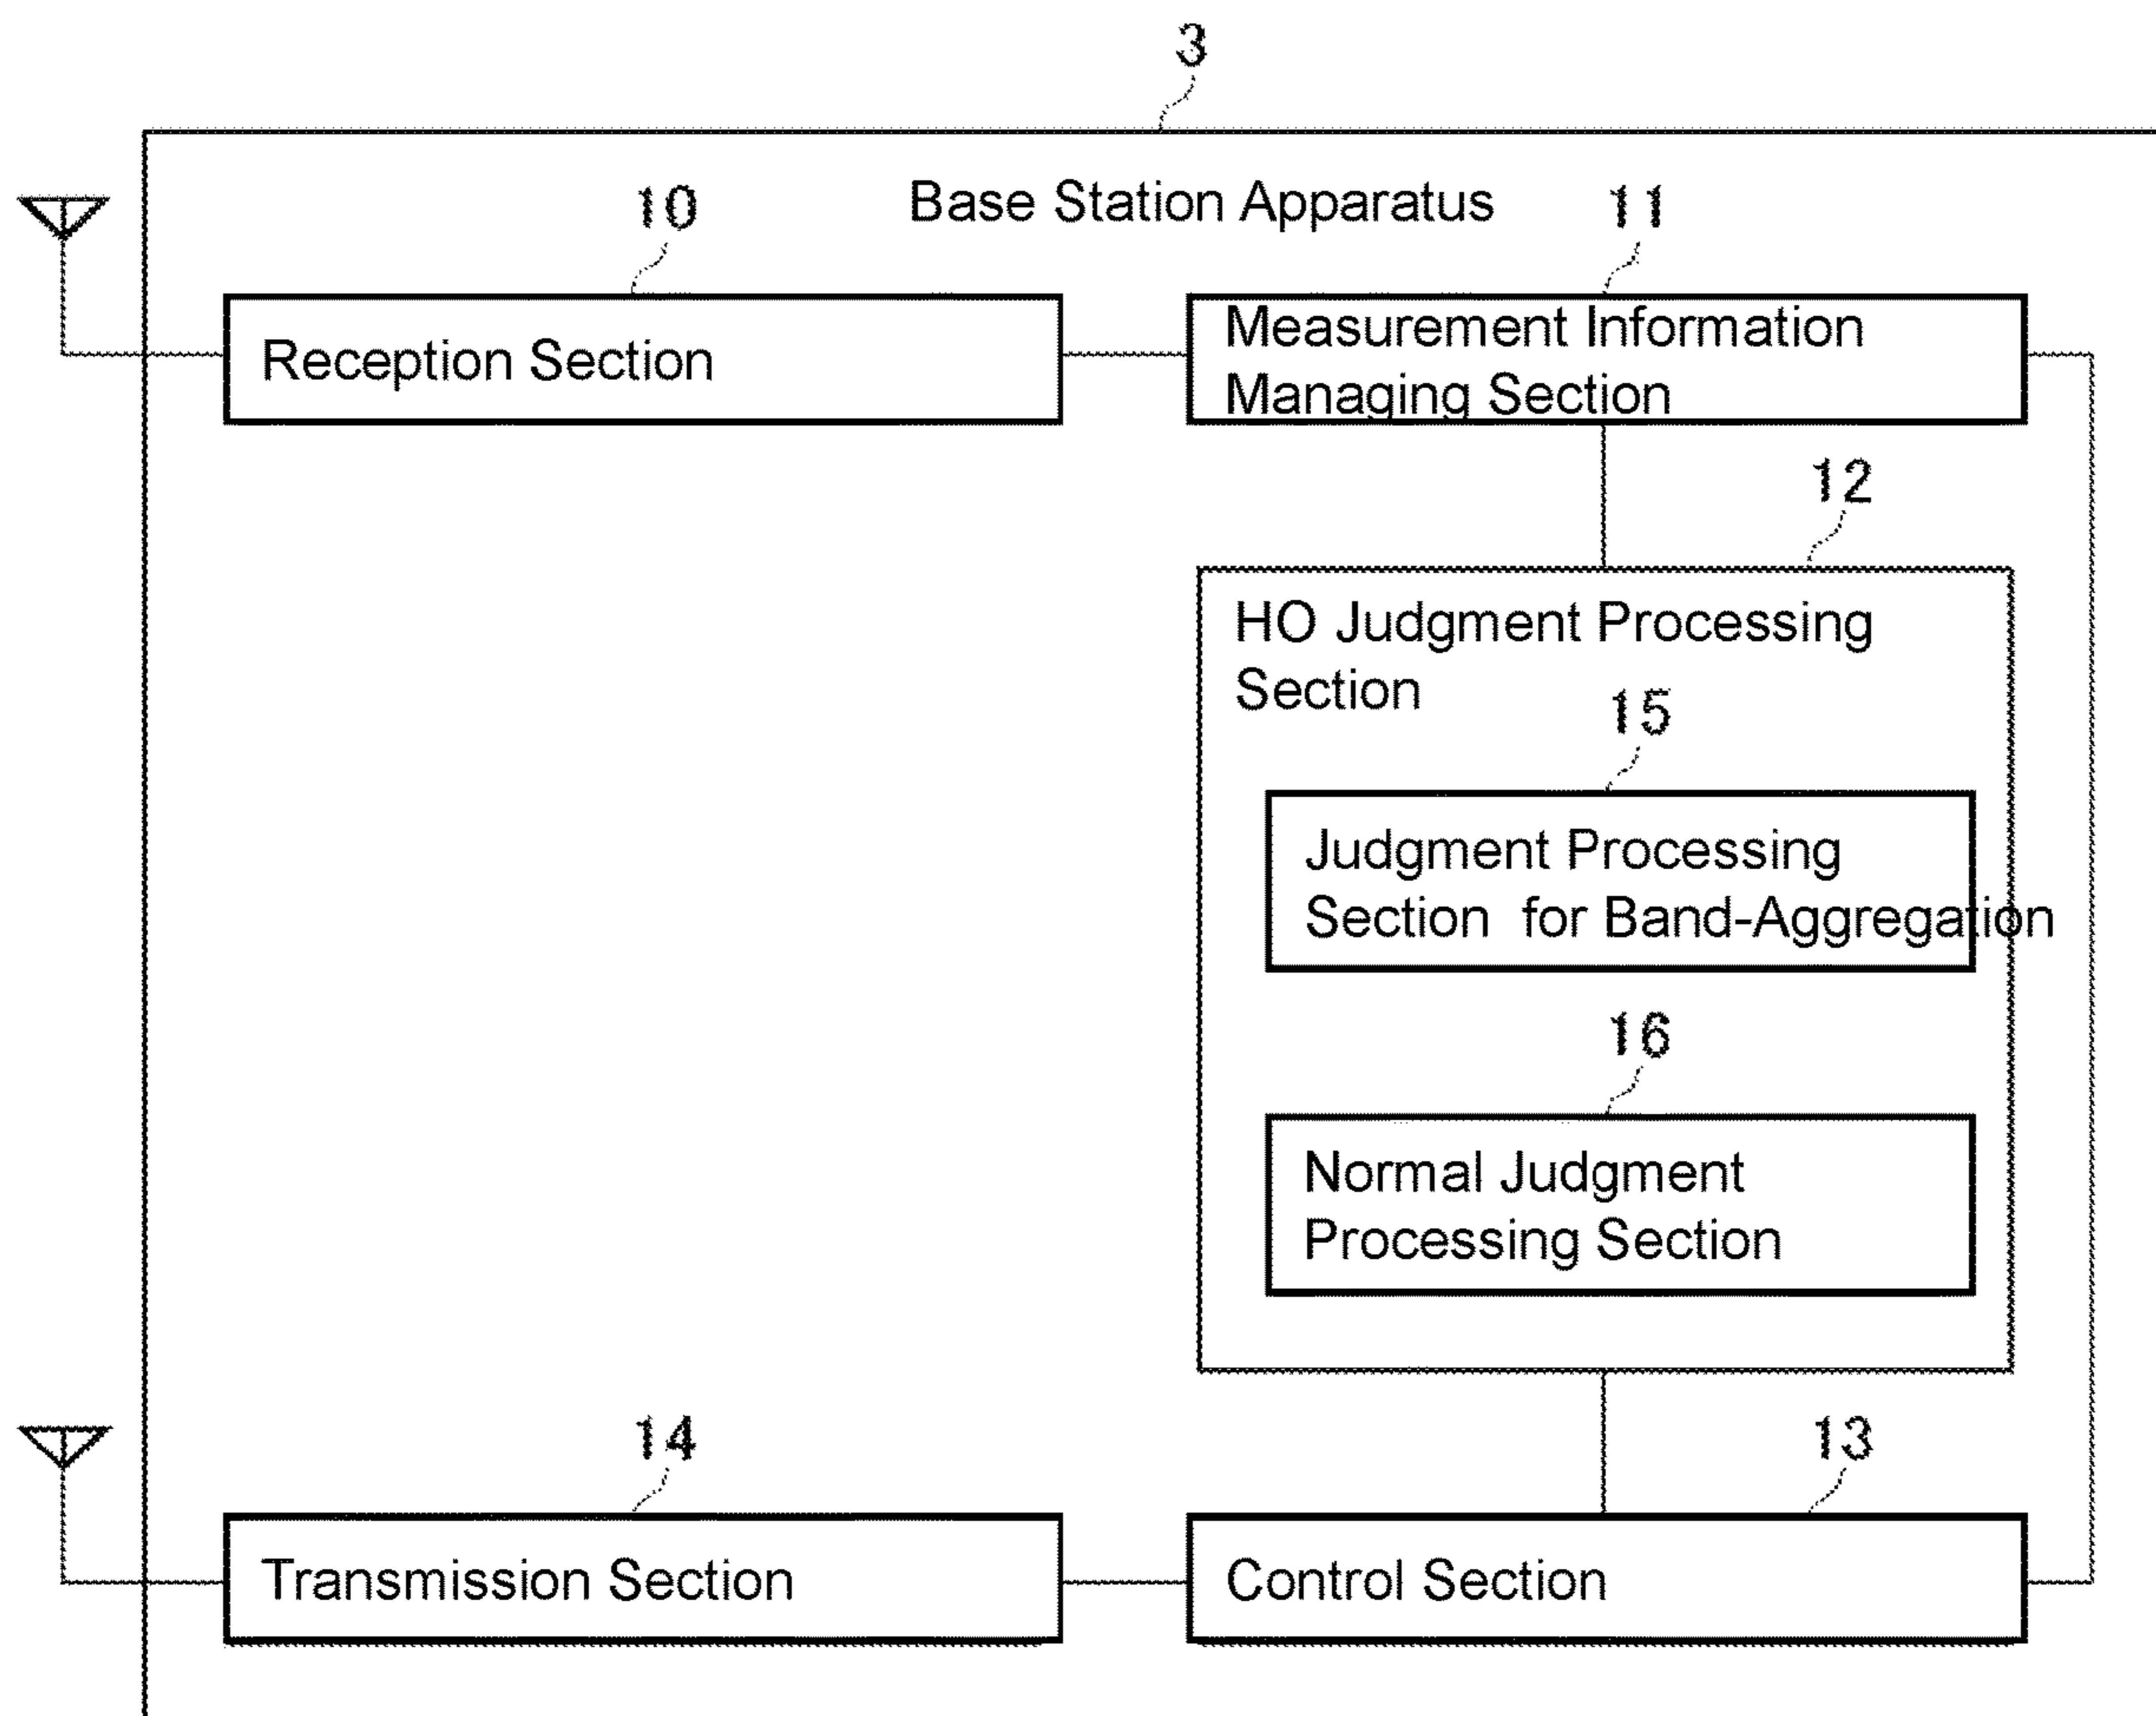 3
Base Station Apparatus
10
11
Reception Section
Measurement Information
Managing Section
12
HO Judgment Processing
Section
15
Judgment Processing
Section for Band-Aggregation
16
Normal Judgment
Processing Section
14
13
Transmission Section
Control Section